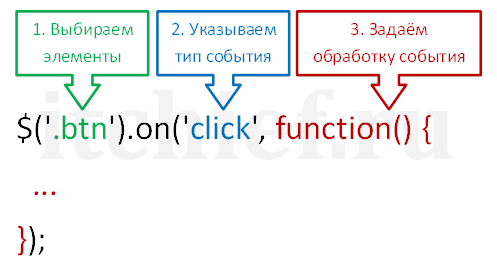 1. Выбираем
элементы
2. Указываем
тип события
3. Задаём
обработку события
$('.btn').on('click', function() {
...
});
itchief.ru